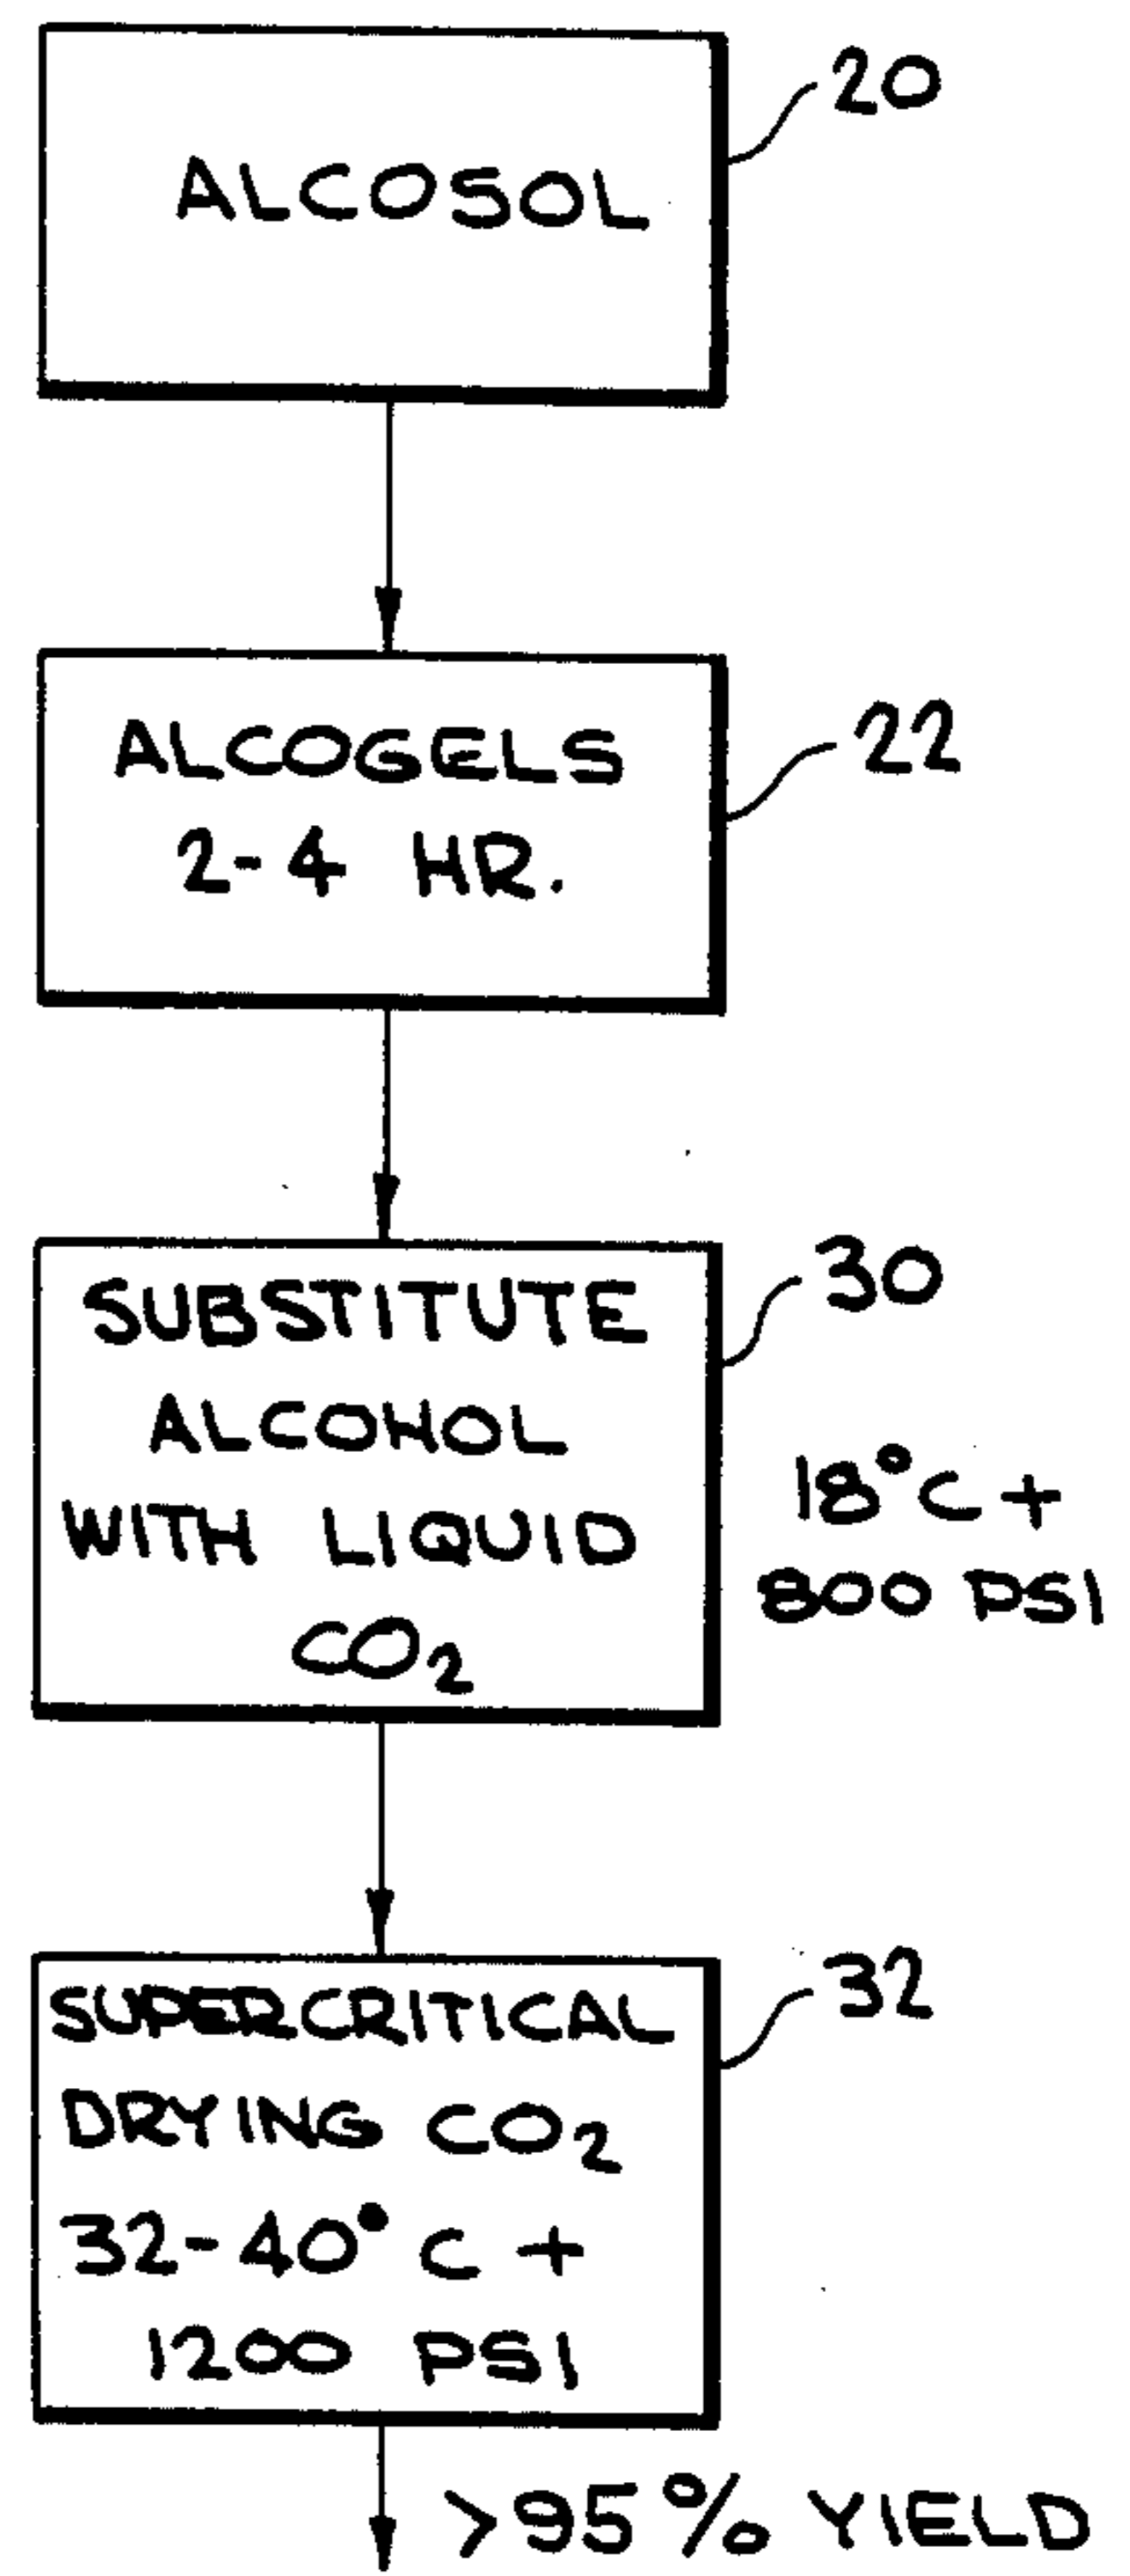 ALCOSOL
20
ALCOGELS
2-4 HR.
22
SUBSTITUTE
ALCOHOL
WITH LIQUID
CO₂
30
18°C +
800 PSI
SUPERCRITICAL
DRYING CO₂
32-40° C +
1200 PSI
32
>95% YIELD